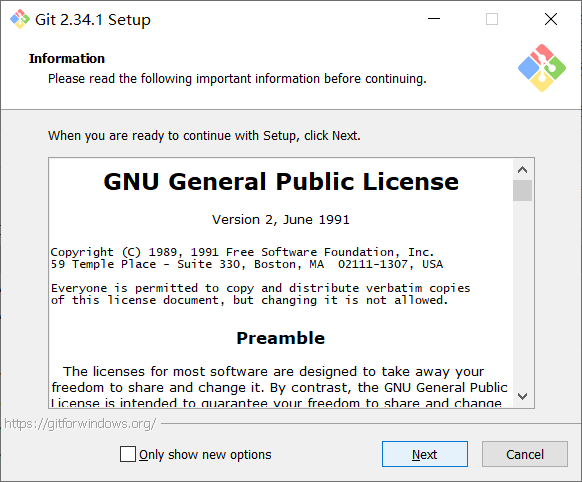 Git 2.34.1 Setup
Information
Please read the following important information before continuing.
When you are ready to continue with Setup, click Next.
GNU General Public License
Version 2, June 1991
Copyright (C) 1989, 1991 Free Software Foundation, Inc.
59 Temple Place - Suite 330, Boston, MA  02111-1307, USA
Everyone is permitted to copy and distribute verbatim copies
of this license document, but changing it is not allowed.
Preamble
The licenses for most software are designed to take away your
freedom to share and change it. By contrast, the GNU General Public
License is intended to guarantee your freedom to share and change
https://gitforwindows.org/
Only show new options
Next
Cancel